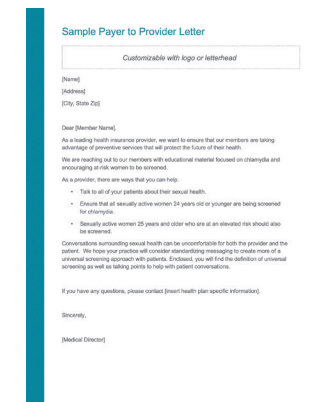 Sample Payer to Provider Letter
Customizable with logo or letterhead
[Name]
[Address]
[City, State Zip]
Dear [Member Name],
As a leading health insurance provider, we want to ensure that our members are taking
advantage of preventive services that will protect the future of their health.
We are reaching out to our members with educational material focused on chlamydia and
encouraging at-risk women to be screened.
As a provider, there are ways that you can help.
• Talk to all of your patients about their sexual health.
• Ensure that all sexually active women 24 years old or younger are being screened
for chlamydia.
• Sexually active women 25 years and older who are at an elevated risk should also
be screened.
Conversations surrounding sexual health can be uncomfortable for both the provider and the
patient. We hope your practice will consider standardizing messaging to create more of a
universal screening approach with patients. Enclosed, you will find the definition of universal
screening as well as talking points to help with patient conversations.
If you have any questions, please contact [insert health plan specific information].
Sincerely,
[Medical Director]